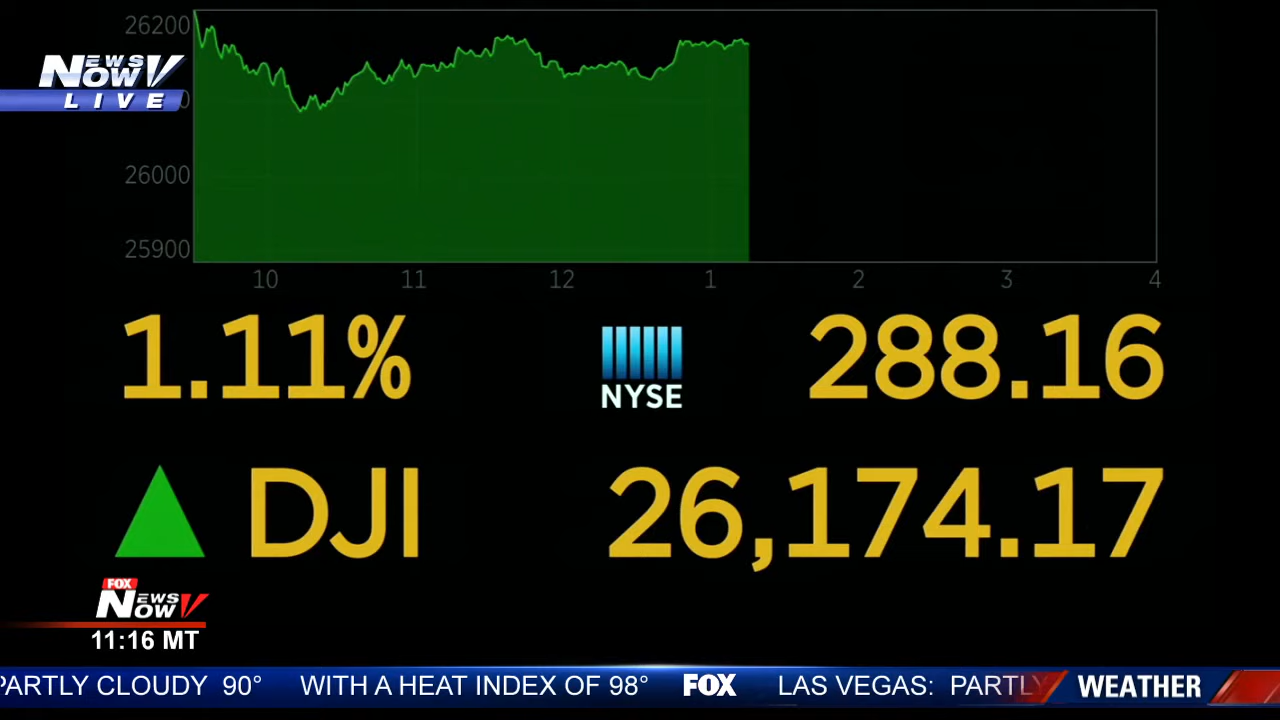 26200
NEWS
NOW
LIVE
26000
25900
10 11 12 1 2 3 4
1.11% NYSE 288.16
DJI 26,174.17
FOX
NEWS
NOW
11:16 MT
PARTLY CLOUDY 90° WITH A HEAT INDEX OF 98° FOX LAS VEGAS: PARTLY WEATHER